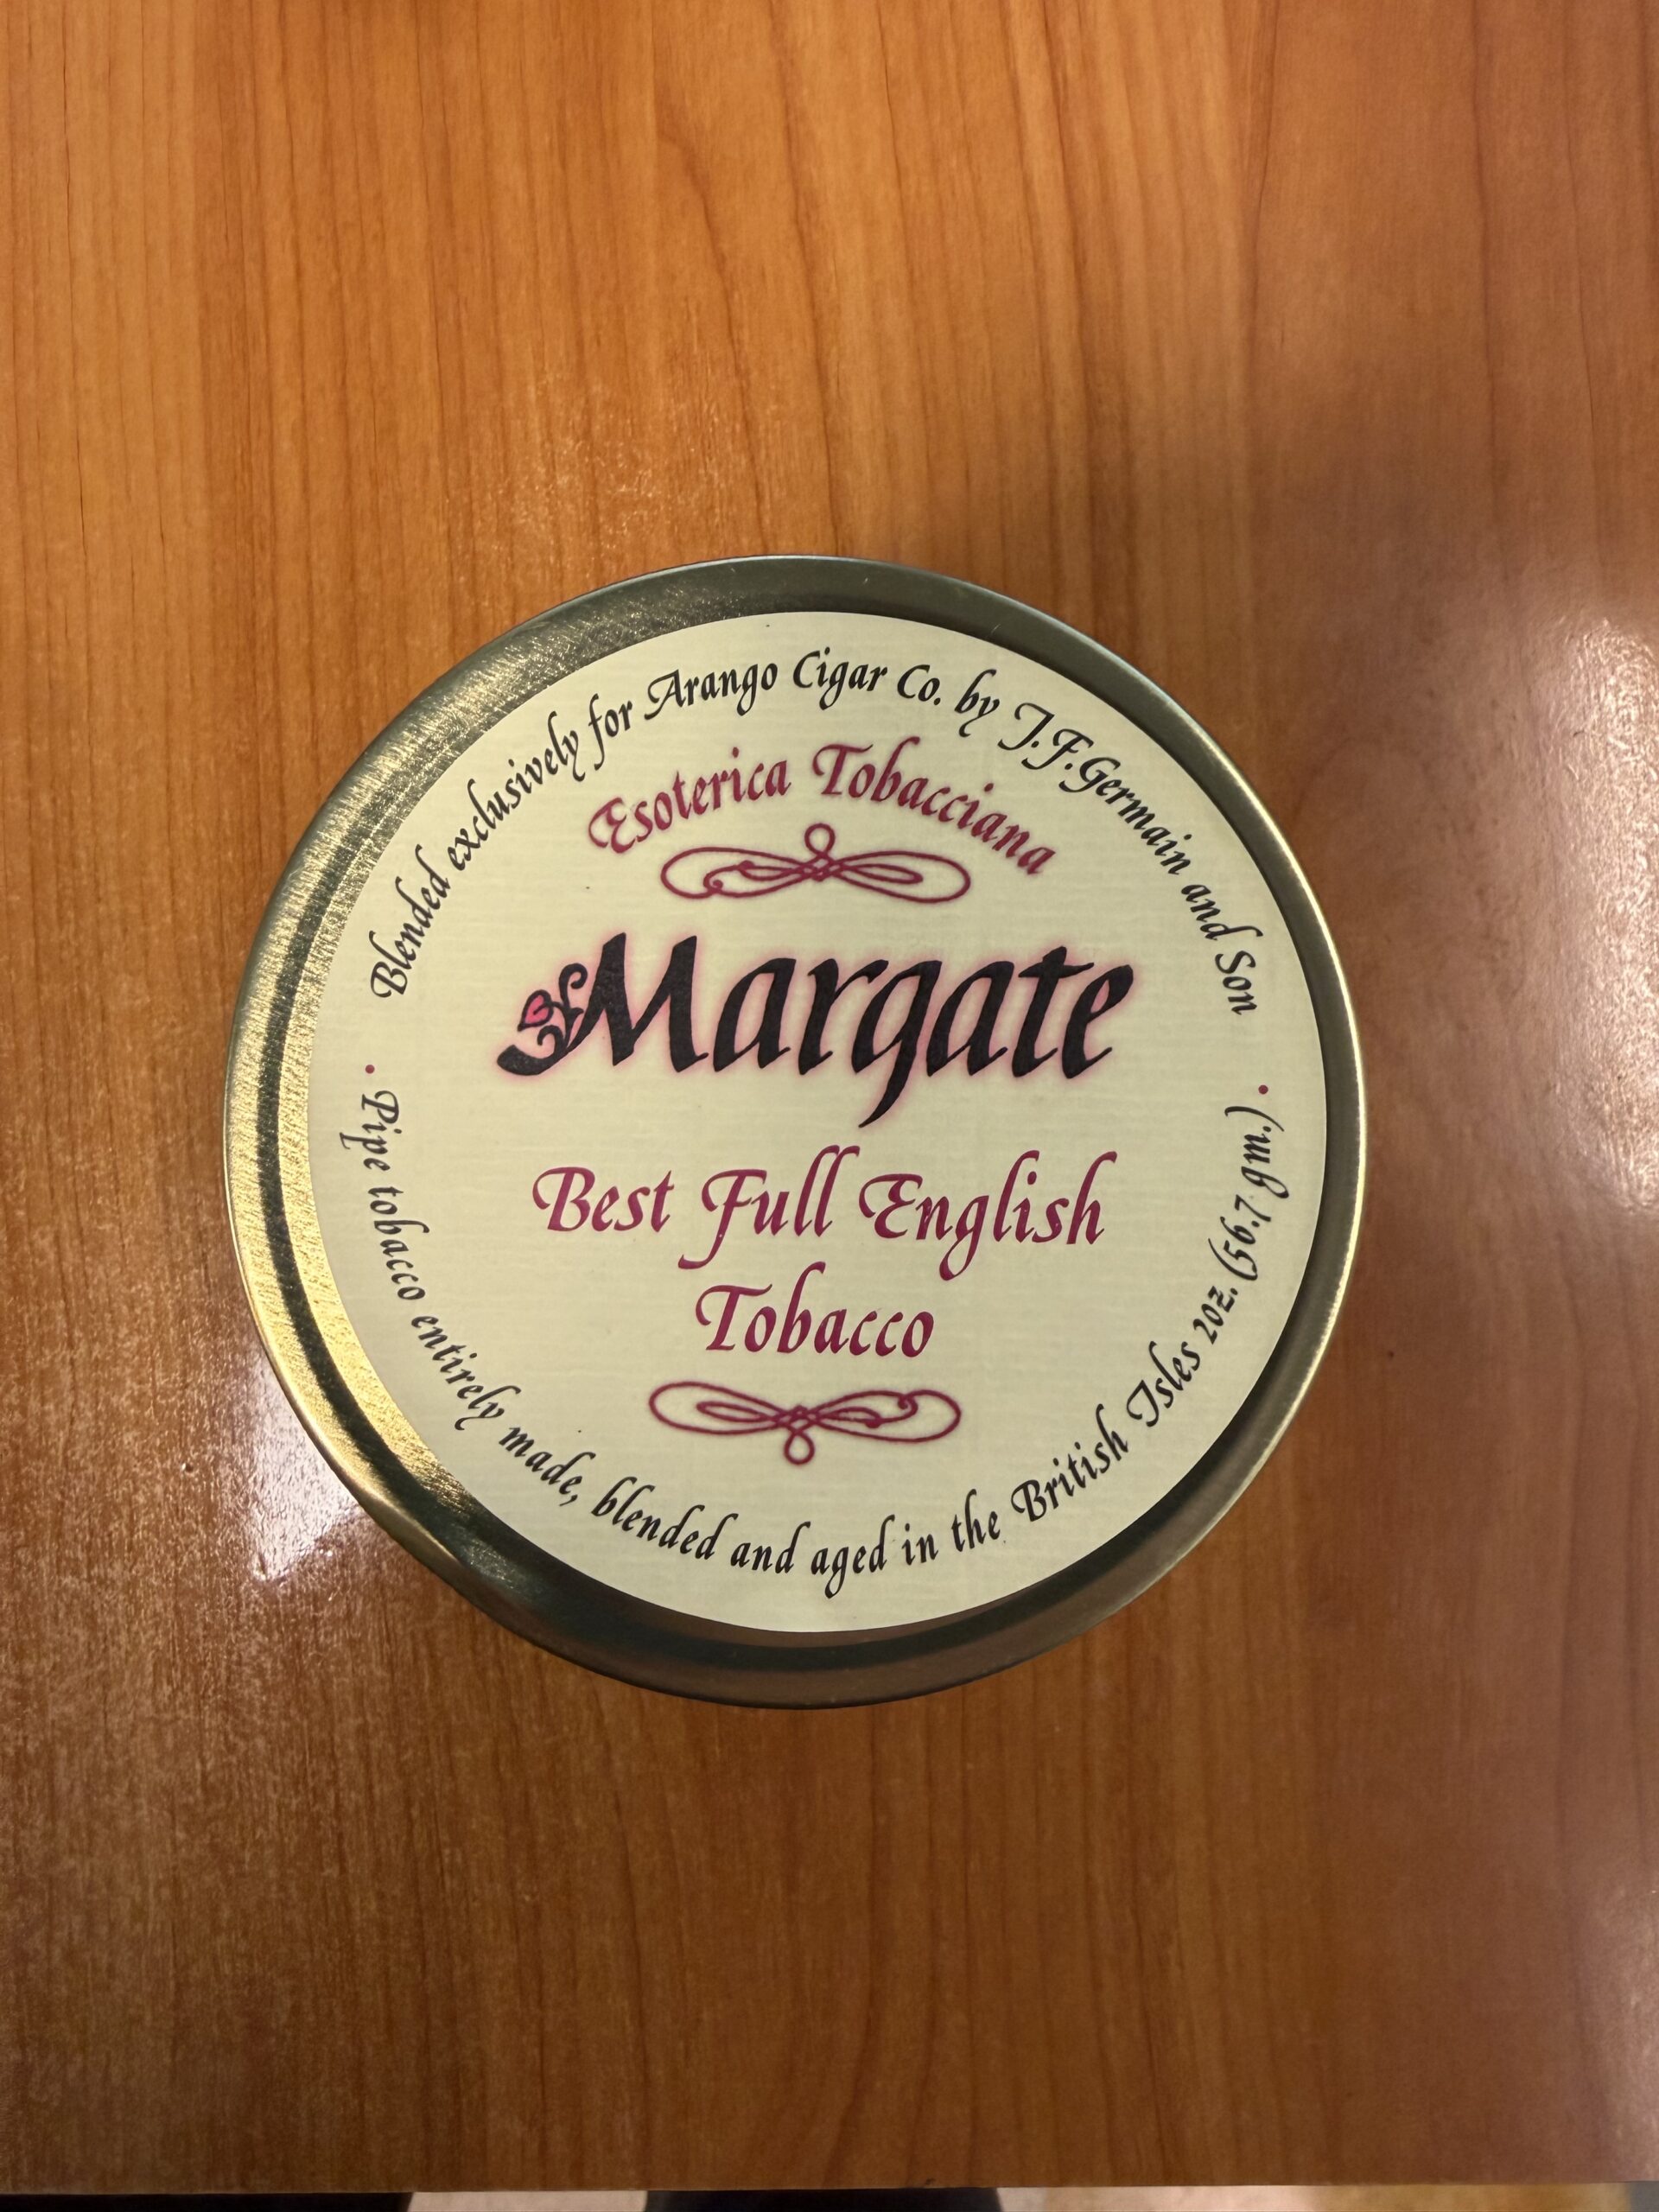 Blended exclusively for Arango Cigar Co. by J.F.Germain and Son
Esoterica Tobacciana
Margate
Best Full English
Tobacco
• Pipe tobacco entirely made, blended and aged in the British Isles 2oz. (56.7 gm.) •